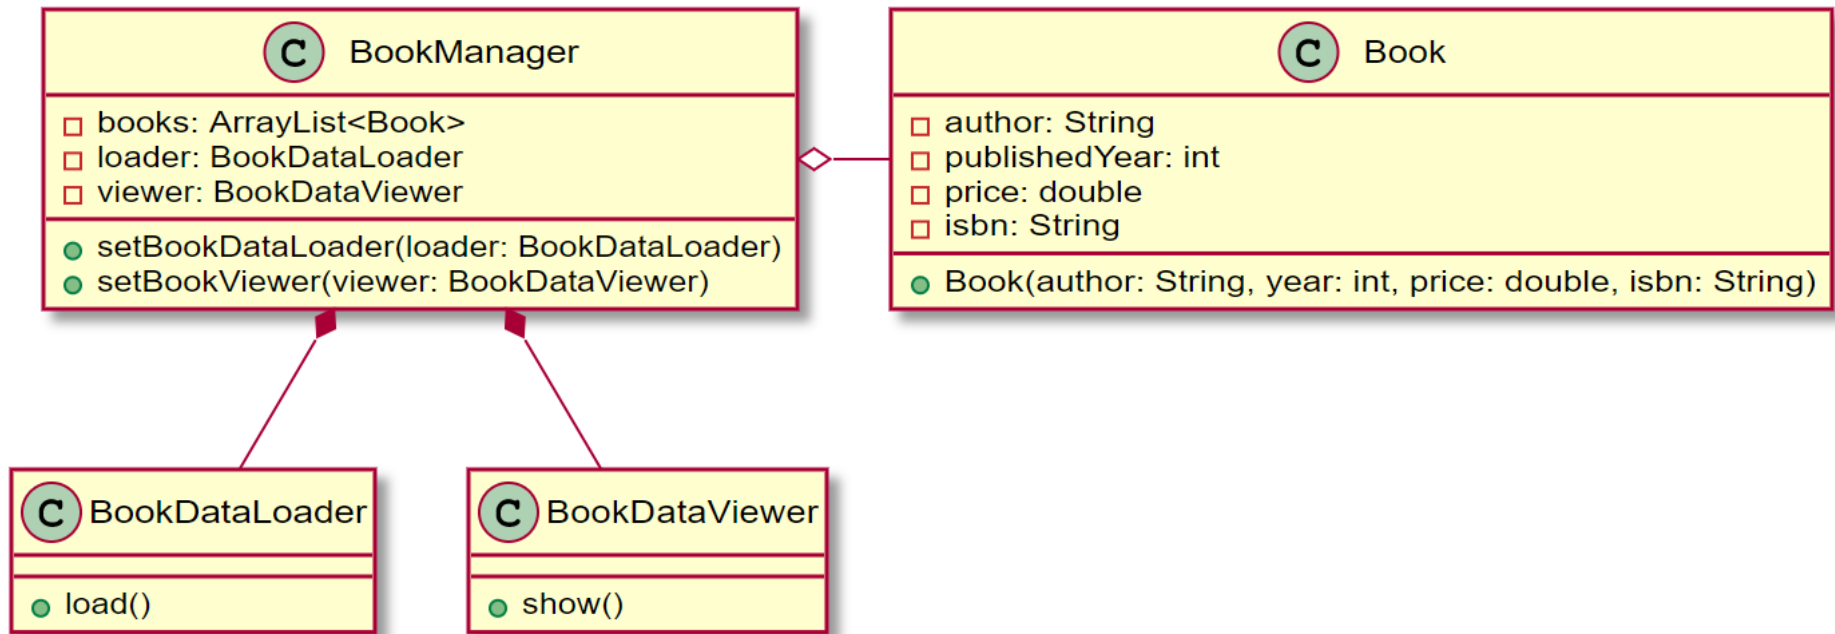 C BookManager
books: ArrayList<Book>
loader: BookDataLoader
viewer: BookDataViewer
setBookDataLoader(loader: BookDataLoader)
setBookViewer(viewer: BookDataViewer)
C Book
author: String
publishedYear: int
price: double
isbn: String
Book(author: String, year: int, price: double, isbn: String)
C BookDataLoader
load()
C BookDataViewer
show()